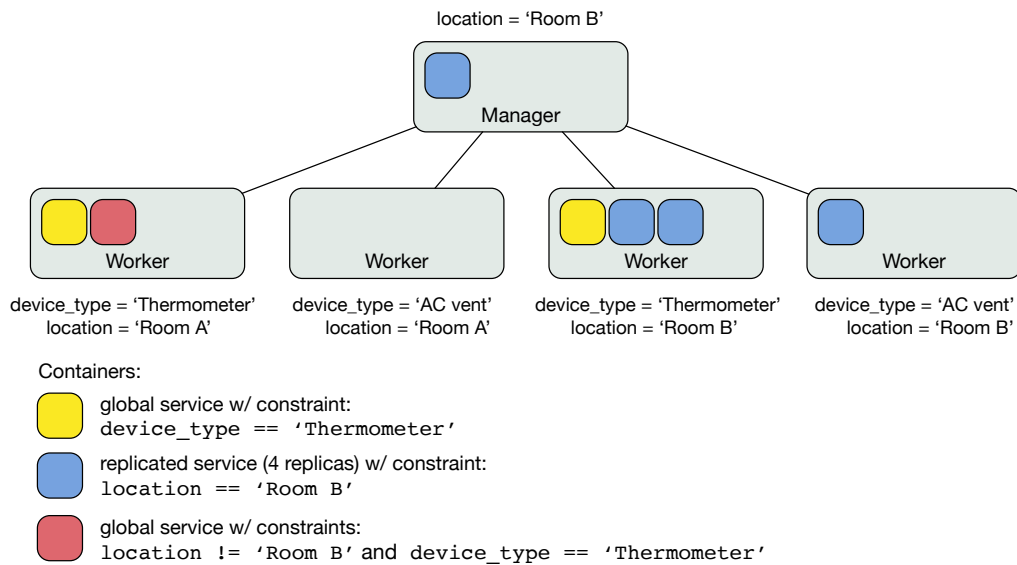 location = ‘Room B’
Manager
Worker
Worker
Worker
Worker
device_type = ‘Thermometer’
location = ‘Room A’
device_type = ‘AC vent’
location = ‘Room A’
device_type = ‘Thermometer’
location = ‘Room B’
device_type = ‘AC vent’
location = ‘Room B’
Containers:
global service w/ constraint:
device_type == ‘Thermometer’
replicated service (4 replicas) w/ constraint:
location == ‘Room B’
global service w/ constraints:
location != ‘Room B’ and device_type == ‘Thermometer’